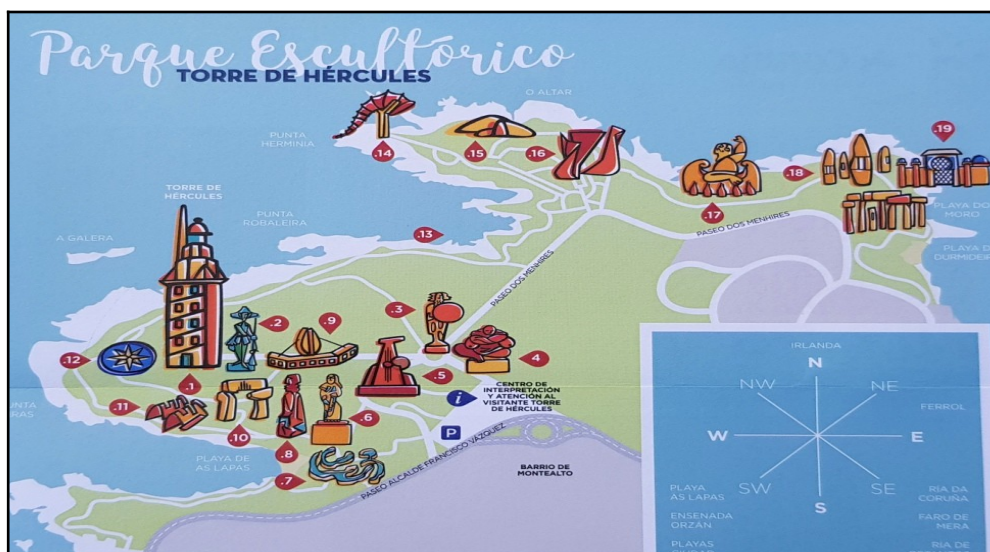 Parque Escultórico
TORRE DE HÉRCULES
O ALTAR
PUNTA
HERMINIA
.14
.15
.16
.19
.18
.17
TORRE DE
HÉRCULES
PUNTA
ROBALEIRA
A GALERA
.13
PASEO DOS MENHIRES
PASEO DOS MENHIRES
PLAYA DO
MORO
PLAYA D
DURMIDEI
.3
.2
.9
.12
.1
.5
4
.11
.10
.6
.8
.7
CENTRO DE
INTERPRETACIÓN
Y ATENCIÓN AL
VISITANTE TORRE
DE HÉRCULES
i
P
UNTA
RAS
PLAYA DE
AS LAPAS
PASEO ALCALDE FRANCISCO VÁZQUEZ
BARRIO DE
MONTEALTO
IRLANDA
N
NW
NE
FERROL
W
E
SW
SE
S
PLAYA
AS LAPAS
RÍA DA
CORUÑA
ENSENADA
ORZÁN
FARO DE
MERA
PLAYAS
RIA DE